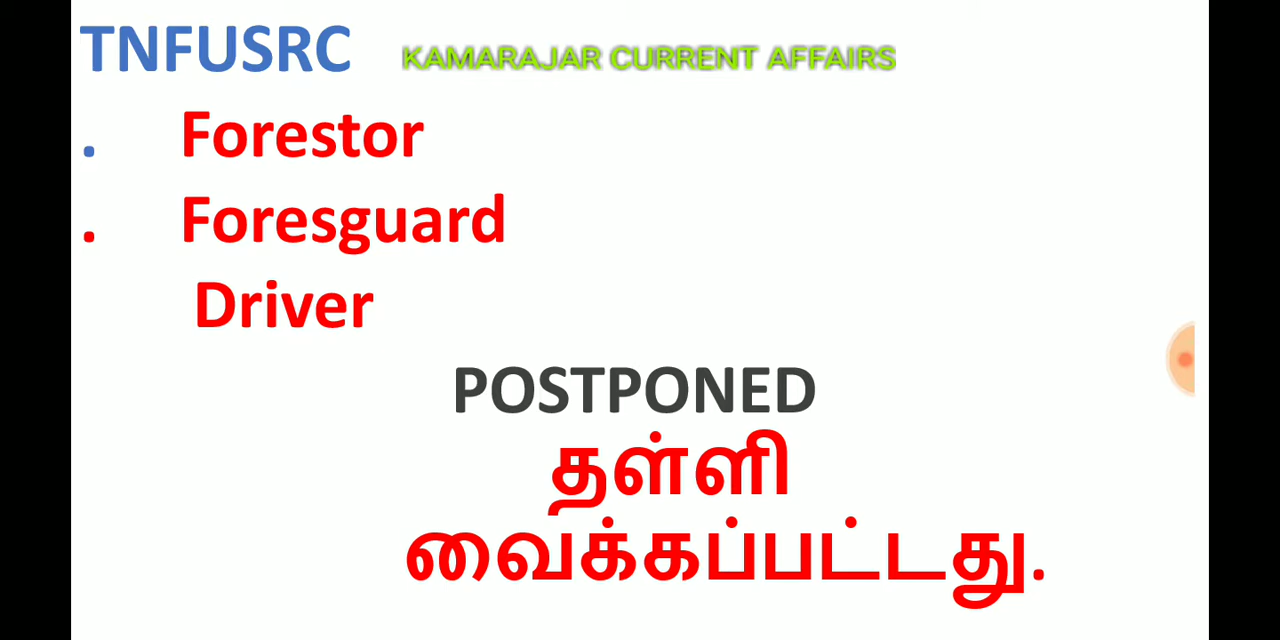 TNFUSRC KAMARAJAR CURRENT AFFAIRS
. Forestor
. Foresguard
Driver
POSTPONED
தள்ளி
வைக்கப்பட்டது.